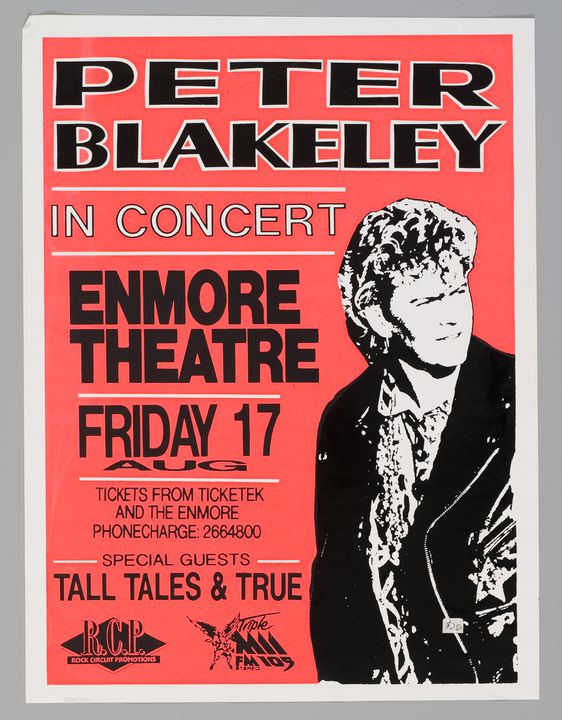 PETER
BLAKELEY
IN CONCERT
ENMORE
THEATRE
FRIDAY 17
AUG
TICKETS FROM TICKETEK
AND THE ENMORE
PHONECHARGE: 2664800
SPECIAL GUESTS
TALL TALES & TRUE
R.C.P.
ROCK CIRCUIT PROMOTIONS
Triple
MMM
FM 105
STEREO